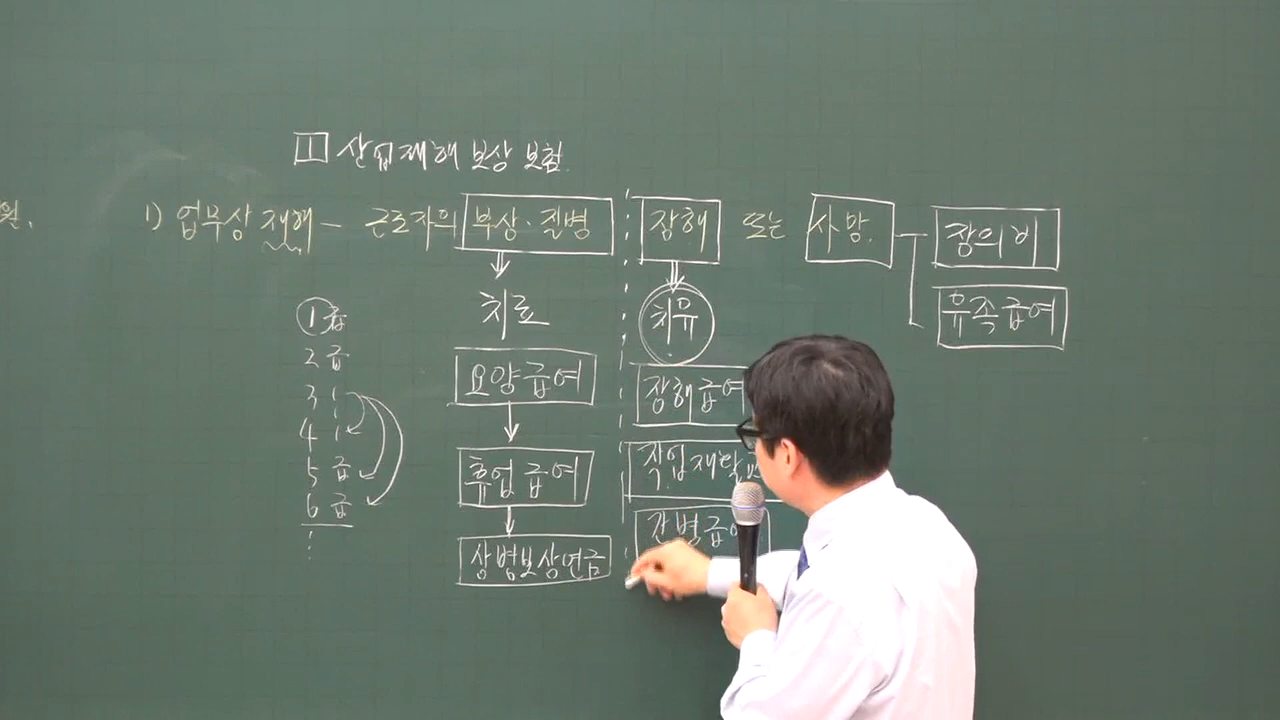 Ⅱ 산업재해 보상 보험.
1) 업무상 재해 - 근로자의 부상·질병 장해 또는 사망. 장의비
유족급여
치료 치유
①급
2급
3
4
5급
6급
요양급여 장해급여
휴업급여 직업재활
상병보상연금 간병급여